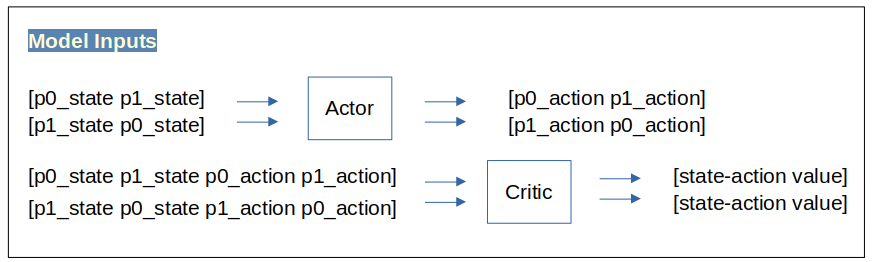 Model Inputs
[p0_state p1_state]
[p1_state p0_state]
Actor
[p0_action p1_action]
[p1_action p0_action]
[p0_state p1_state p0_action p1_action]
[p1_state p0_state p1_action p0_action]
Critic
[state-action value]
[state-action value]